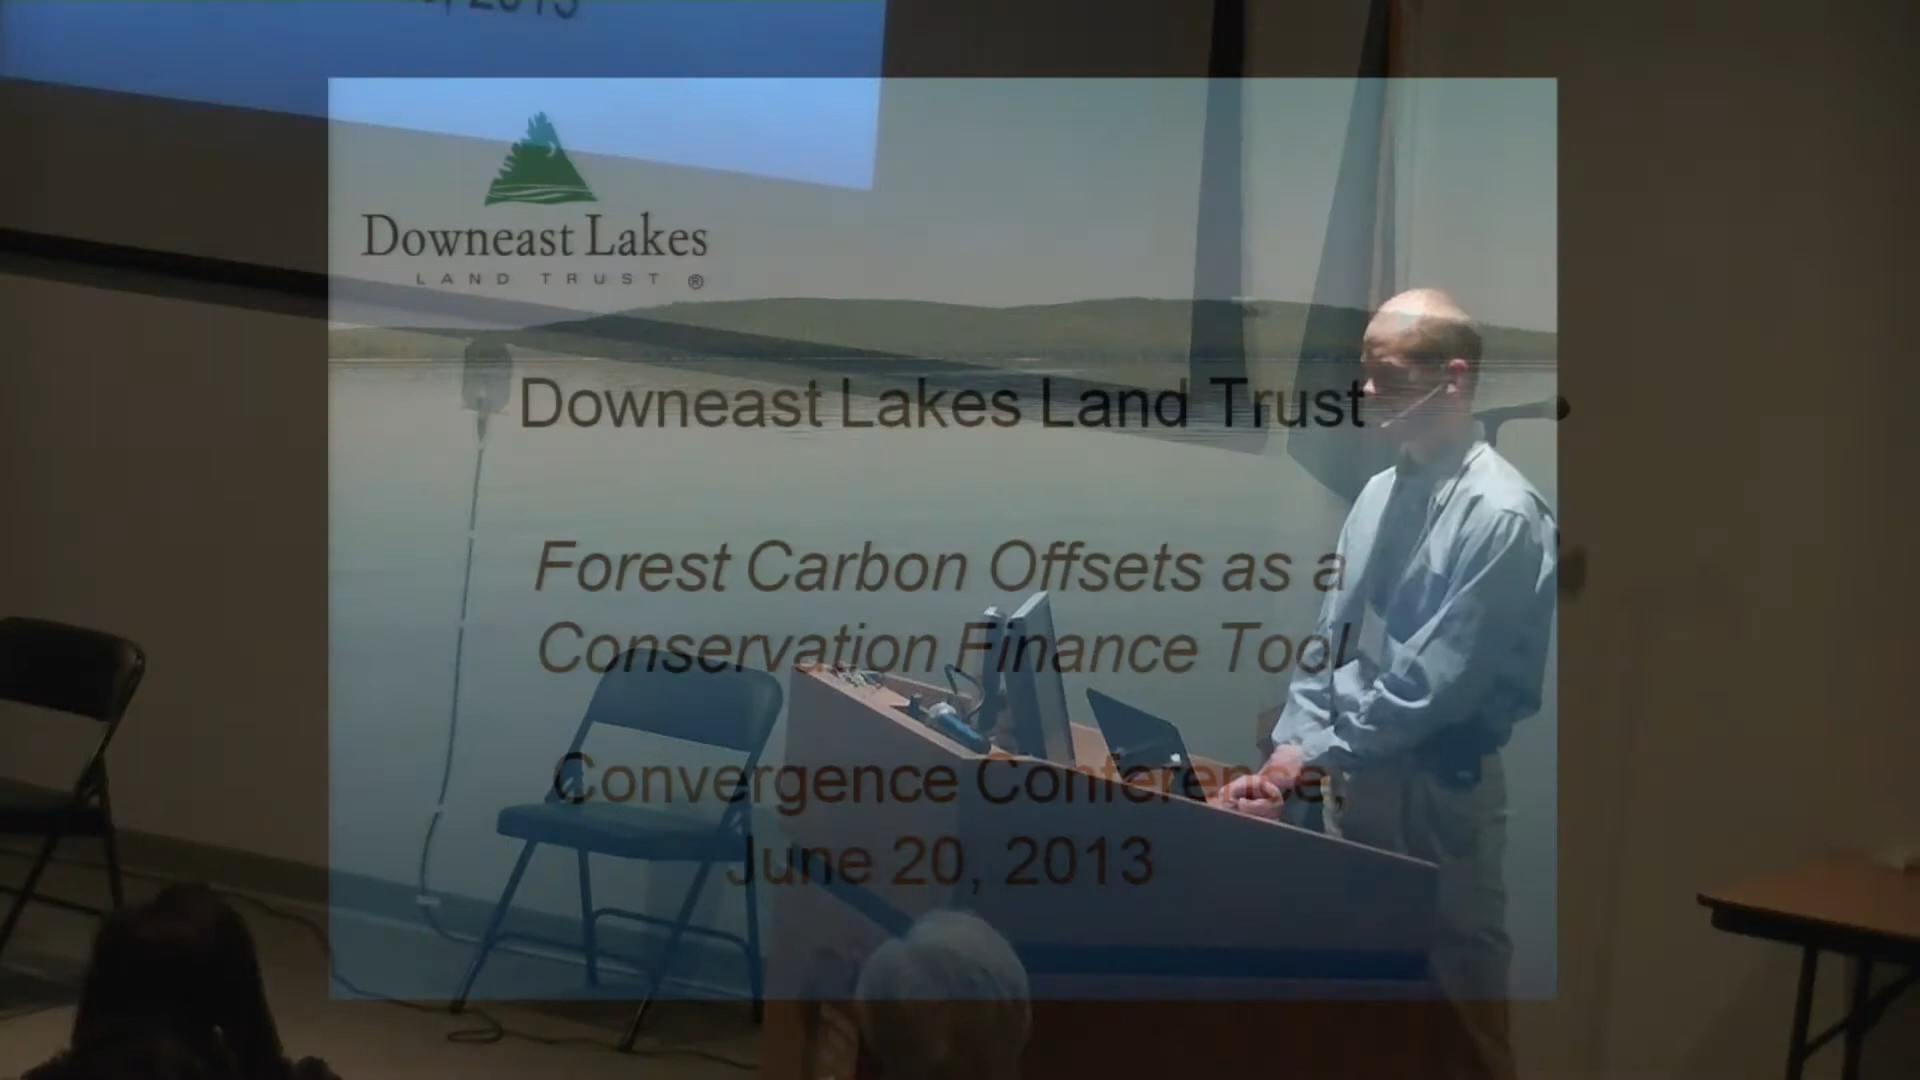 2013
Downeast Lakes
LAND TRUST ®
Downeast Lakes Land Trust
Forest Carbon Offsets as a
Conservation Finance Tool
Convergence Conference,
June 20, 2013